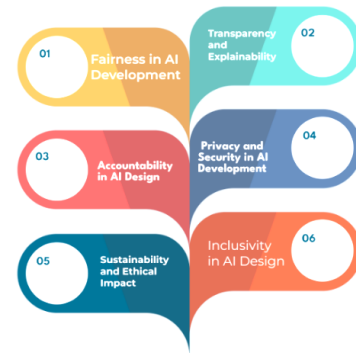 01
Fairness in AI
Development
Transparency
and
Explainability
02
03
Accountability
in AI Design
Privacy and
Security in AI
Development
04
05
Sustainability
and Ethical
Impact
Inclusivity
in AI Design
06